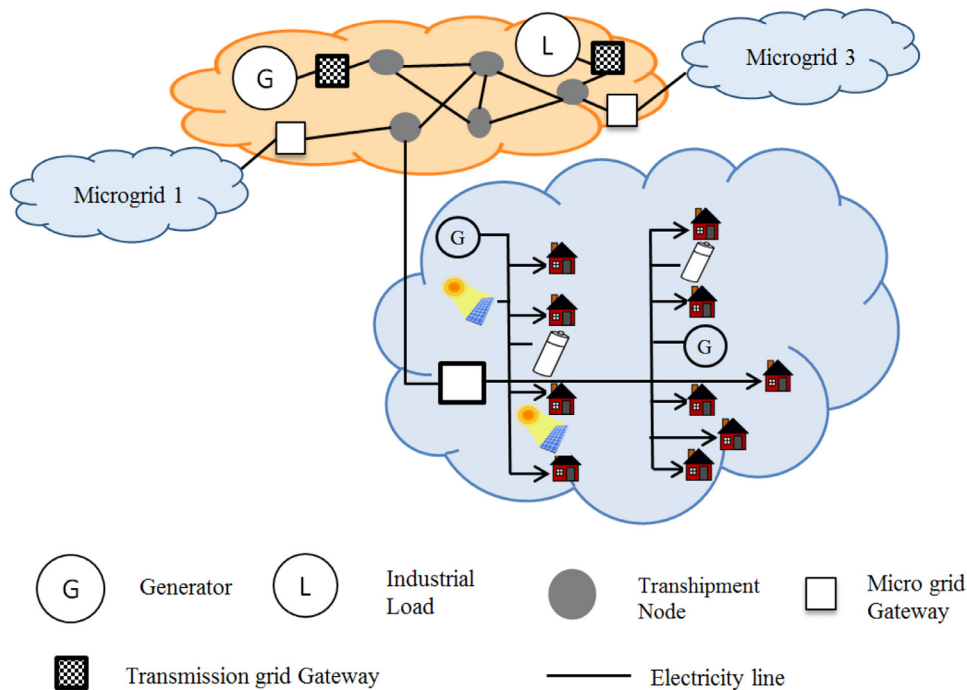 L
Microgrid 3
G
Microgrid 1
G
G
G
Generator
L
Industrial
Load
Transhipment
Node
Micro grid
Gateway
Transmission grid Gateway
Electricity line